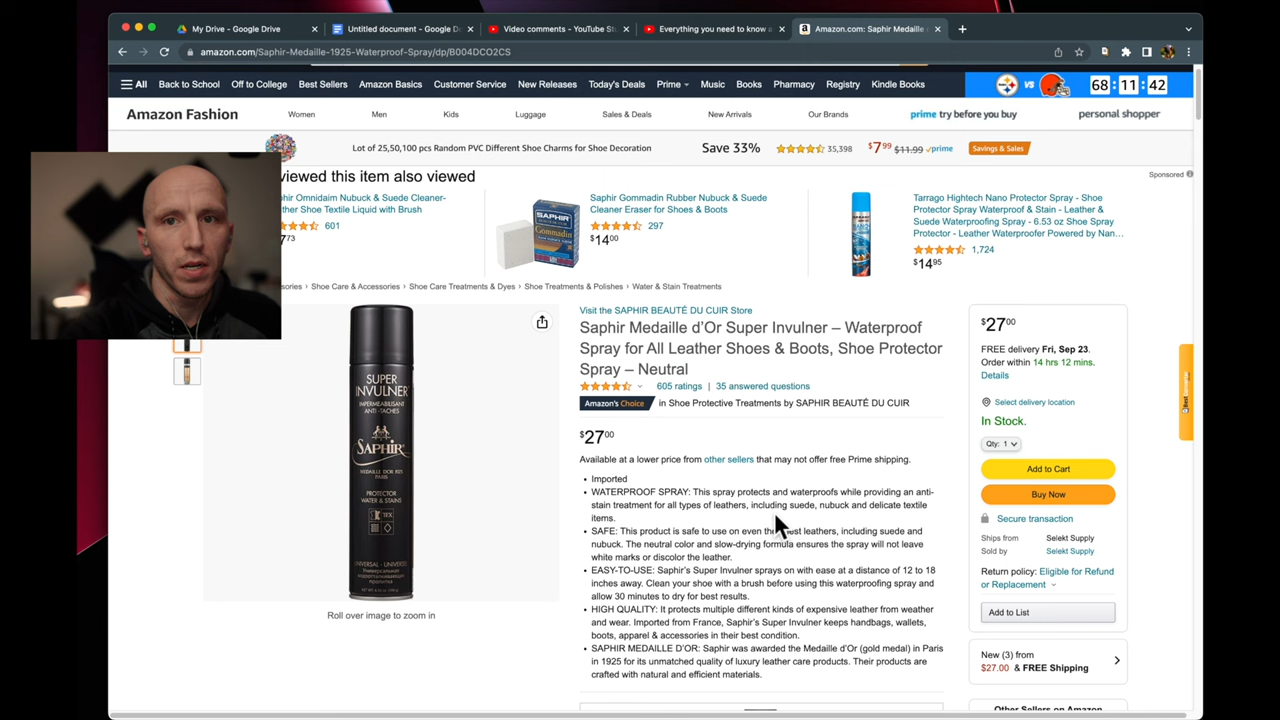 My Drive - Google Drive
Untitled document - Google D
Video comments - YouTube St
Everything you need to know a
Amazon.com: Saphir Medaille
amazon.com/Saphir-Medaille-1925-Waterproof-Spray/dp/B004DCO2CS
All Back to School Off to College Best Sellers Amazon Basics Customer Service New Releases Today's Deals Prime Music Books Pharmacy Registry Kindle Books
VS 68:11:42
Amazon Fashion Women Men Kids Luggage Sales & Deals New Arrivals Our Brands prime try before you buy personal shopper
Lot of 25,50,100 pcs Random PVC Different Shoe Charms for Shoe Decoration Save 33% 35,398 $7.99 $11.99 prime Savings & Sales
viewed this item also viewed
Sponsored
hir Omnidaim Nubuck & Suede Cleaner-
ther Shoe Textile Liquid with Brush
601
7.73
Saphir Gommadin Rubber Nubuck & Suede
Cleaner Eraser for Shoes & Boots
297
$14.00
SAPHIR
Gommadin
Tarrago Hightech Nano Protector Spray - Shoe
Protector Spray Waterproof & Stain - Leather &
Suede Waterproofing Spray - 6.53 oz Shoe Spray
Protector - Leather Waterproofer Powered by Nan…
1,724
$14.95
sories › Shoe Care & Accessories › Shoe Care Treatments & Dyes › Shoe Treatments & Polishes › Water & Stain Treatments
SUPER
INVULNER
IMPERMÉABILISANT
ANTI-TACHES
SAPHIR
MEDAILLE D'OR 1925
PARIS
PROTECTOR
WATER & STAINS
TEX
Roll over image to zoom in
Visit the SAPHIR BEAUTÉ DU CUIR Store
Saphir Medaille d'Or Super Invulner – Waterproof
Spray for All Leather Shoes & Boots, Shoe Protector
Spray – Neutral
605 ratings | 35 answered questions
Amazon's Choice in Shoe Protective Treatments by SAPHIR BEAUTÉ DU CUIR
$27.00
Available at a lower price from other sellers that may not offer free Prime shipping.
• Imported
• WATERPROOF SPRAY: This spray protects and waterproofs while providing an anti-
stain treatment for all types of leathers, including suede, nubuck and delicate textile
items.
• SAFE: This product is safe to use on even the st leathers, including suede and
nubuck. The neutral color and slow-drying formula ensures the spray will not leave
white marks or discolor the leather.
• EASY-TO-USE: Saphir's Super Invulner sprays on with ease at a distance of 12 to 18
inches away. Clean your shoe with a brush before using this waterproofing spray and
allow 30 minutes to dry for best results.
• HIGH QUALITY: It protects multiple different kinds of expensive leather from weather
and wear. Imported from France, Saphir's Super Invulner keeps handbags, wallets,
boots, apparel & accessories in their best condition.
• SAPHIR MEDAILLE D'OR: Saphir was awarded the Medaille d'Or (gold medal) in Paris
in 1925 for its unmatched quality of luxury leather care products. Their products are
crafted with natural and efficient materials.
$27.00
FREE delivery Fri, Sep 23.
Order within 14 hrs 12 mins.
Details
Select delivery location
In Stock.
Qty: 1
Add to Cart
Buy Now
Secure transaction
Ships from Selekt Supply
Sold by Selekt Supply
Return policy: Eligible for Refund
or Replacement
Add to List
New (3) from
$27.00 & FREE Shipping
Other Sellers on Amazon